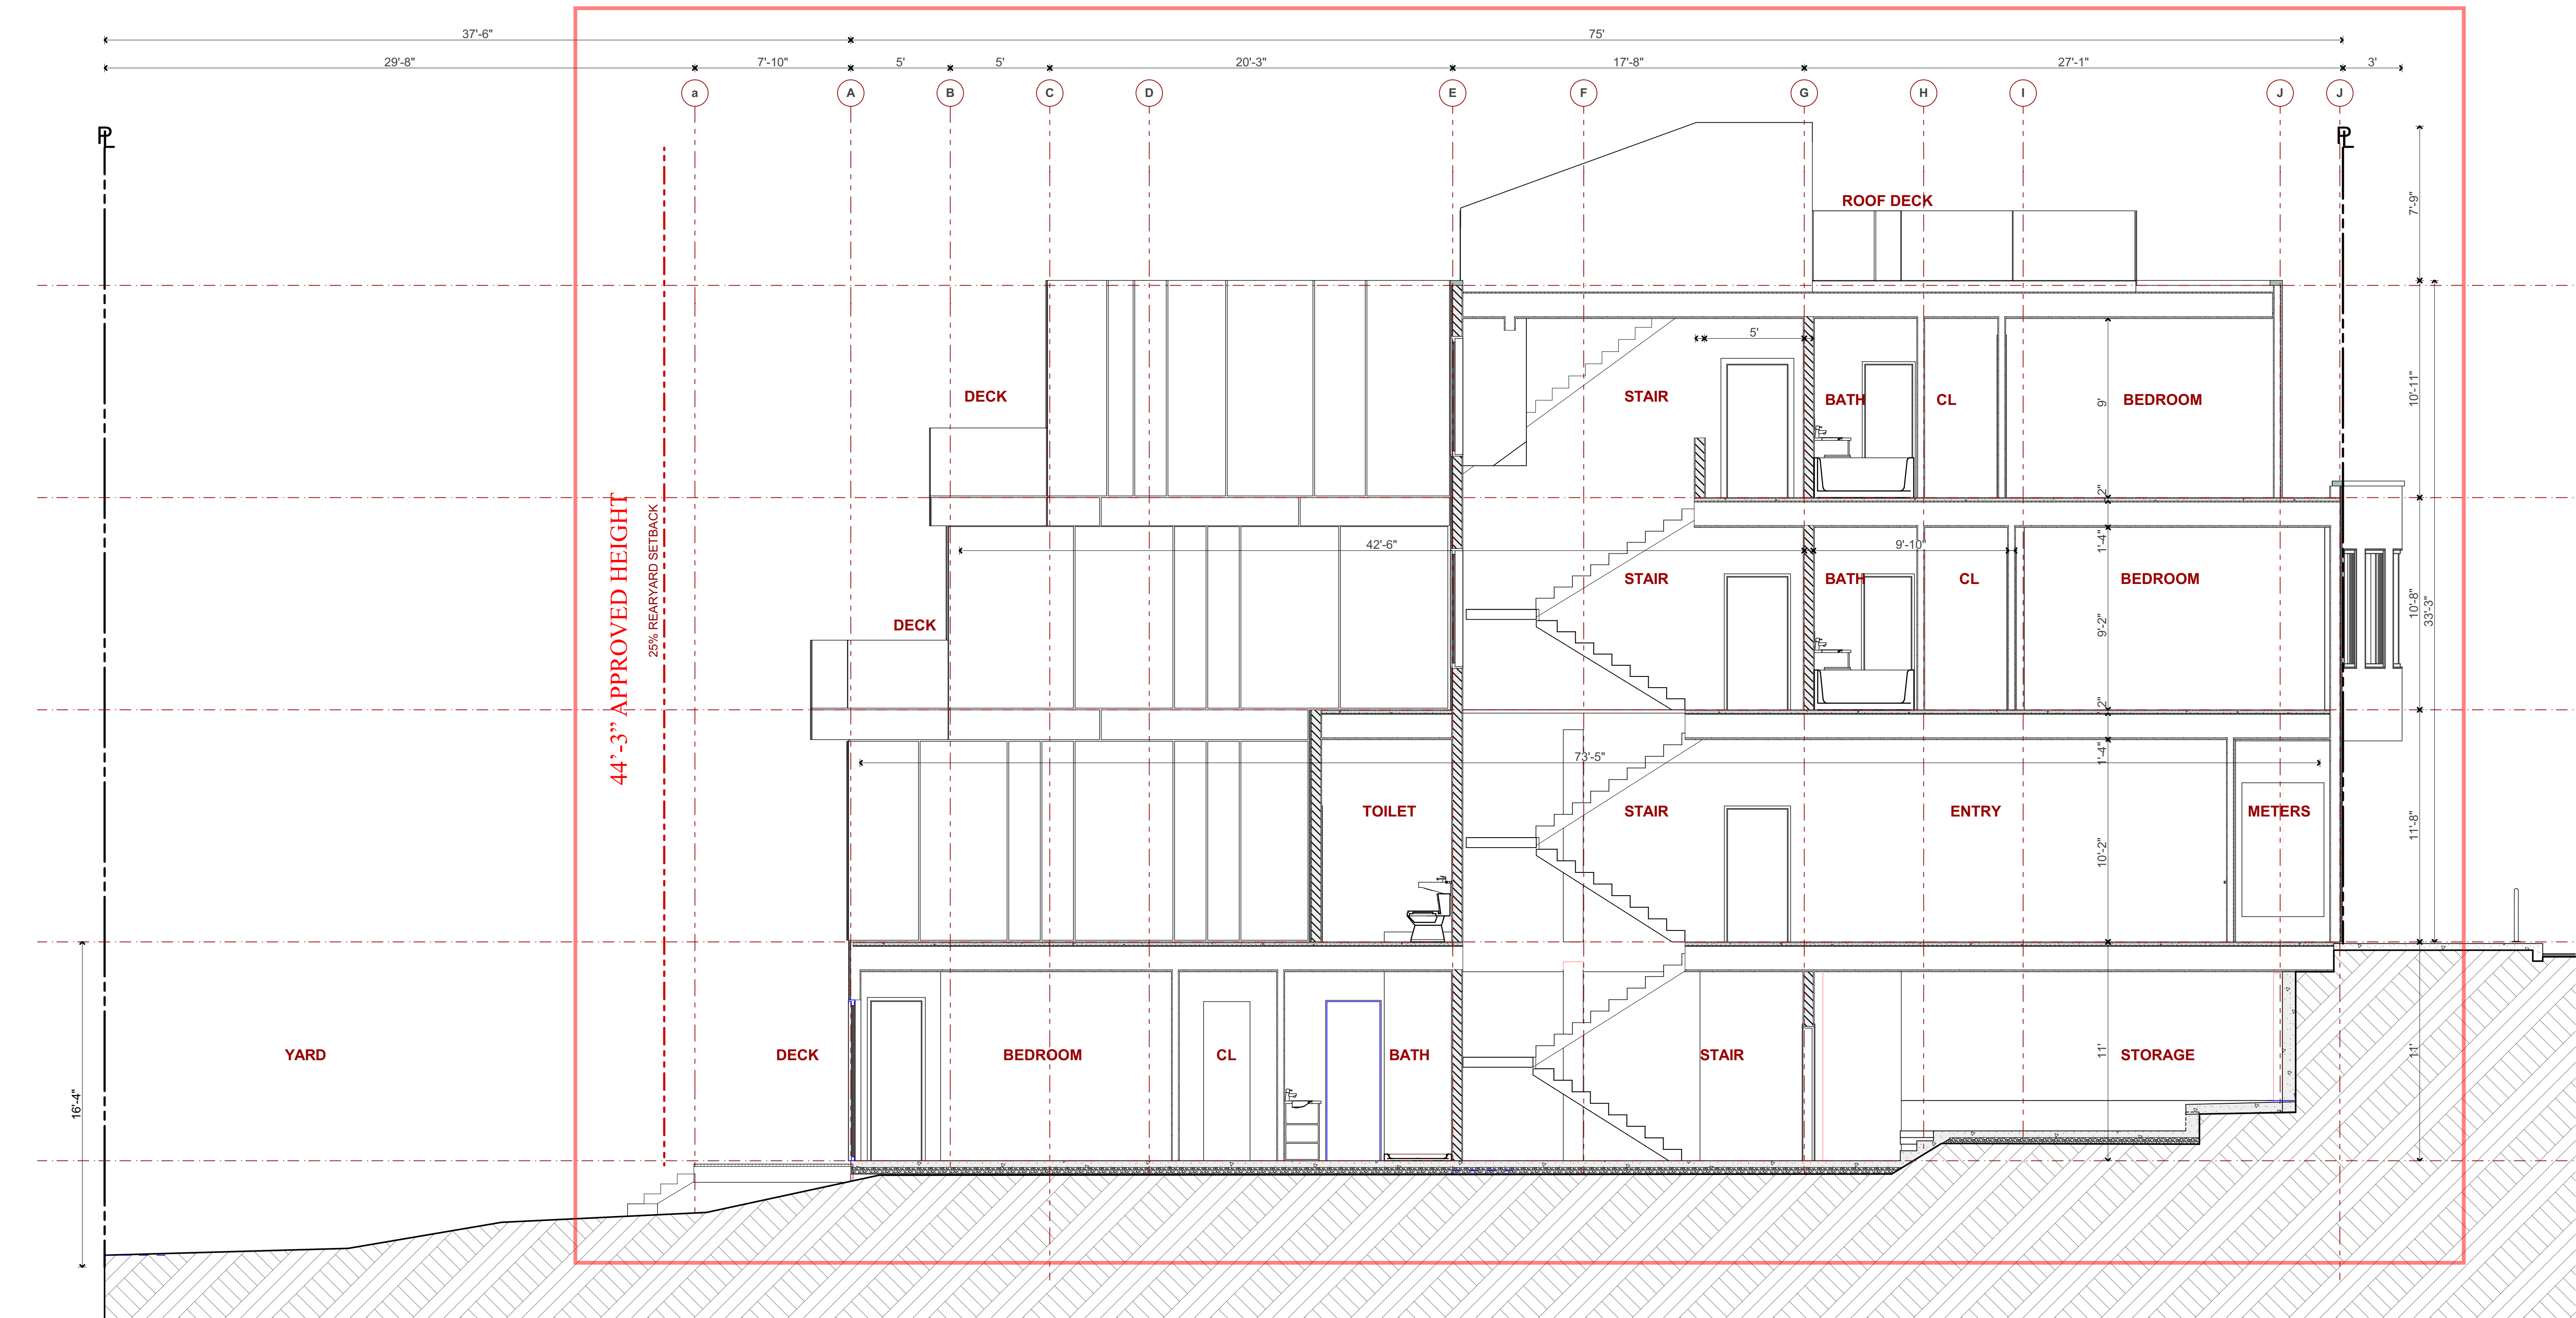 37'-6"
75'
29'-8"
7'-10"
5'
5'
20'-3"
17'-8"
27'-1"
3'
a
A
B
C
D
E
F
G
H
I
J
J
PL
PL
7'-9"
ROOF DECK
5'
DECK
STAIR
BATH
CL
9'
BEDROOM
10'-11"
2"
44'-3" APPROVED HEIGHT
25% REARYARD SETBACK
42'-6"
9'-10"
1'-4"
DECK
STAIR
BATH
CL
BEDROOM
10'-8"
33'-3"
9'-2"
2"
73'-5"
1'-4"
TOILET
STAIR
ENTRY
METERS
11'-8"
10'-2"
16'-4"
YARD
DECK
BEDROOM
CL
BATH
STAIR
11'
STORAGE
11'